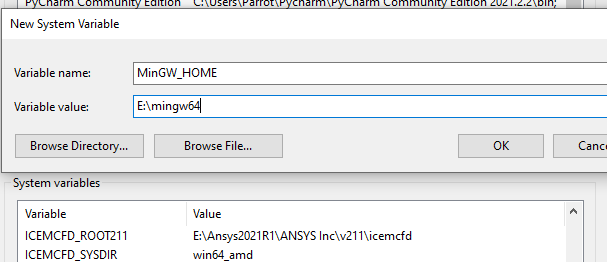 PyCharm Community Edition C:\Users\Parrot\Pycharm\PyCharm Community Edition 2021.2.2\bin;
New System Variable
Variable name: MinGW_HOME
Variable value: E:\mingw64
Browse Directory... Browse File... OK Cance
System variables
Variable Value
ICEMCFD_ROOT211 E:\Ansys2021R1\ANSYS Inc\v211\icemcfd
ICEMCFD_SYSDIR win64_amd